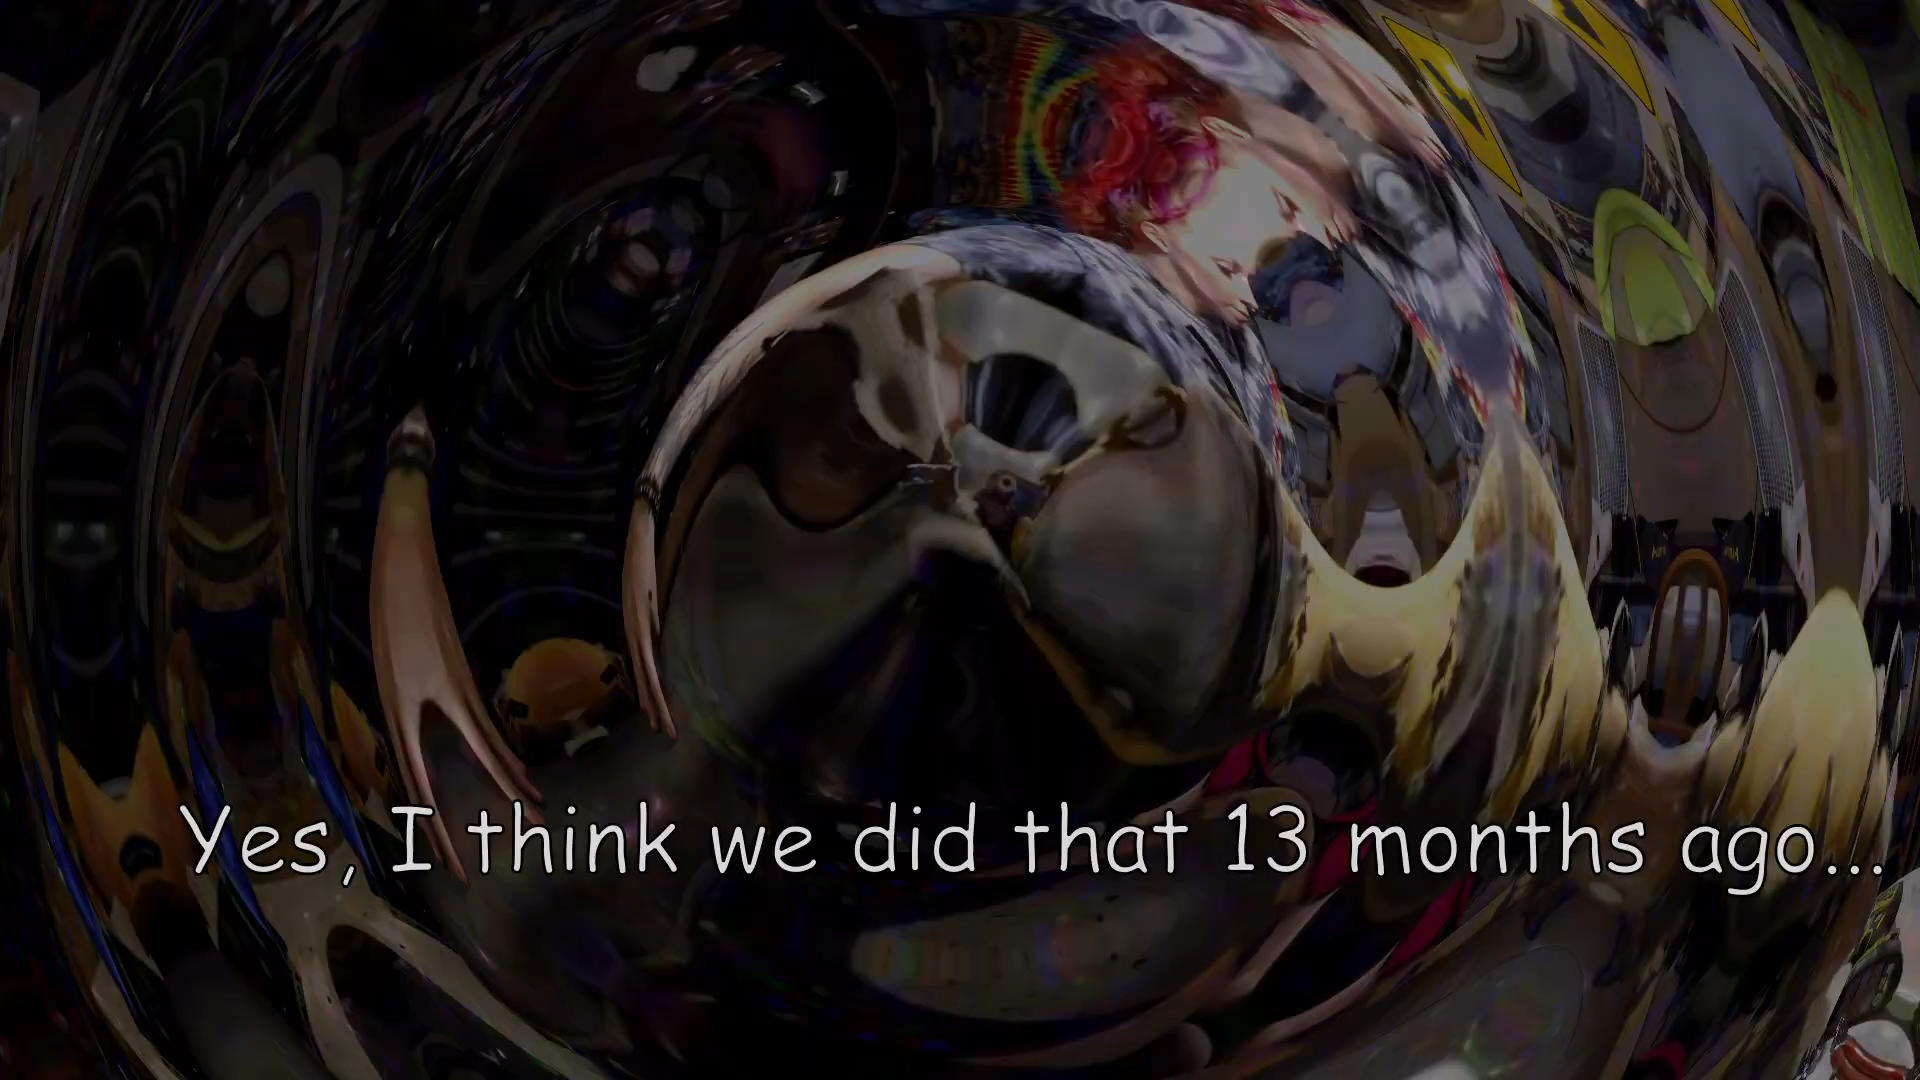 Yes, I think we did that 13 months ago...